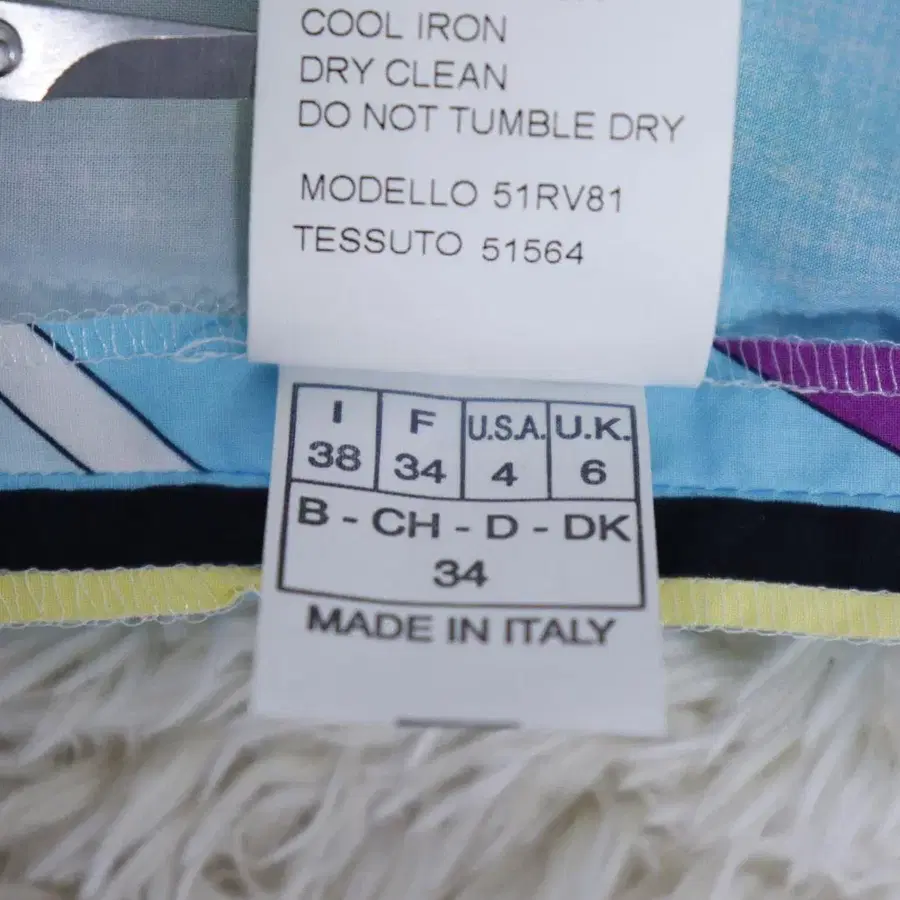 COOL IRON
DRY CLEAN
DO NOT TUMBLE DRY
MODELLO 51RV81
TESSUTO 51564
I F U.S.A. U.K.
38 34 4 6
B - CH - D - DK
34
MADE IN ITALY